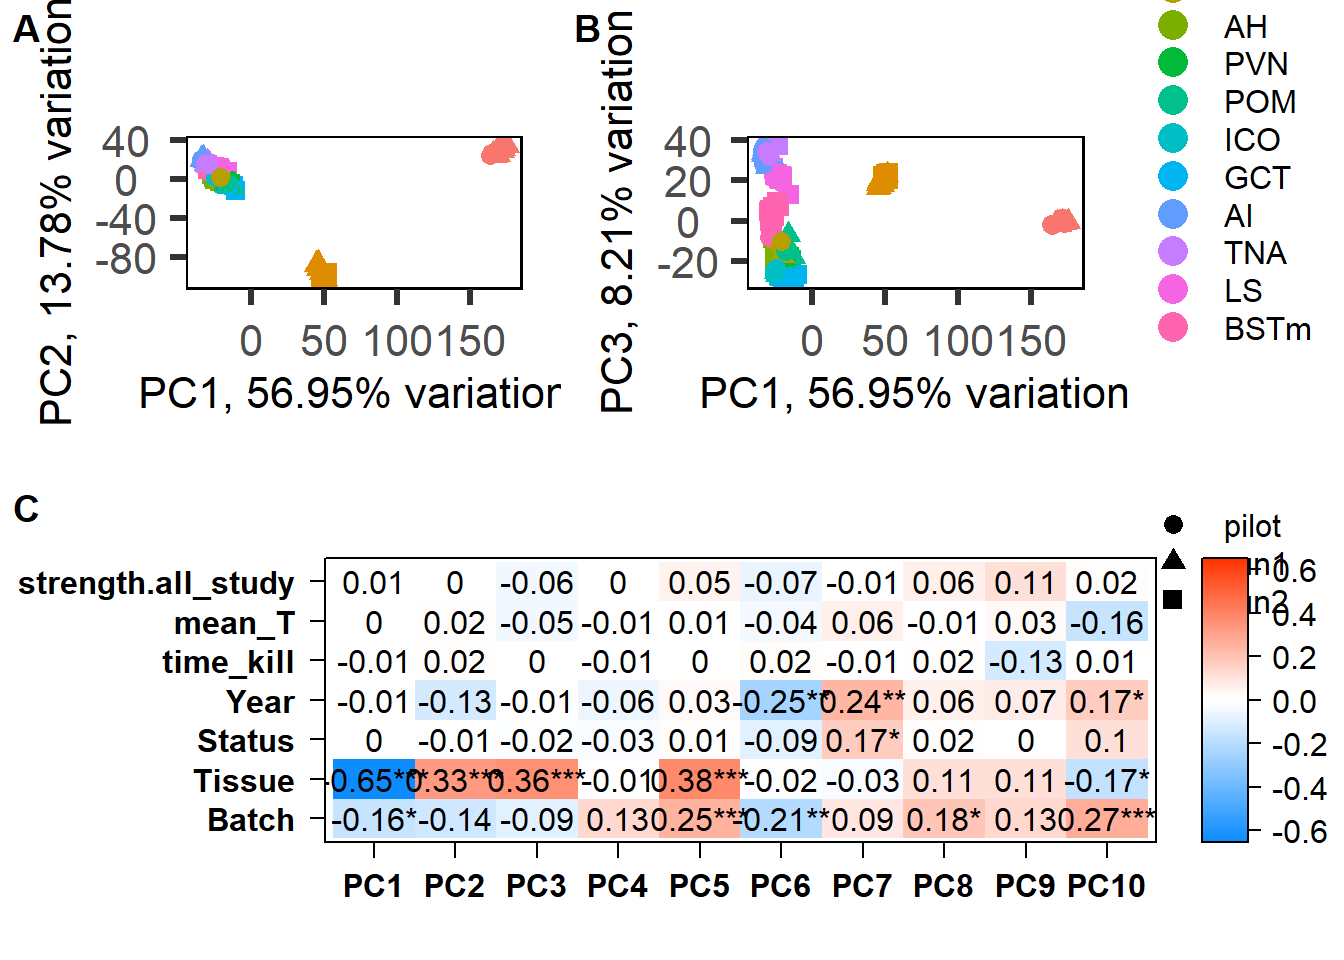 A
PC2, 13.78% variation
40
0
-40
-80
0 50 100 150
PC1, 56.95% variation
B
PC3, 8.21% variation
40
20
0
-20
0 50 100 150
PC1, 56.95% variation
AH
PVN
POM
ICO
GCT
AI
TNA
LS
BSTm
C
pilot
strength.all_study 0.01 0 -0.06 0 0.05 -0.07 -0.01 0.06 0.11 0.02
mean_T 0 0.02 -0.05 -0.01 0.01 -0.04 0.06 -0.01 0.03 -0.16
time_kill -0.01 0.02 0 -0.01 0 0.02 -0.01 0.02 -0.13 0.01
Year -0.01 -0.13 -0.01 -0.06 0.03 -0.25** 0.24** 0.06 0.07 0.17*
Status 0 -0.01 -0.02 -0.03 0.01 -0.09 0.17* 0.02 0 0.1
Tissue -0.65*** 0.33*** 0.36*** -0.01 0.38*** -0.02 -0.03 0.11 0.11 -0.17*
Batch -0.16* -0.14 -0.09 0.13 0.25*** -0.21** 0.09 0.18* 0.13 0.27***
PC1 PC2 PC3 PC4 PC5 PC6 PC7 PC8 PC9 PC10
0.6
0.4
0.2
0.0
-0.2
-0.4
-0.6